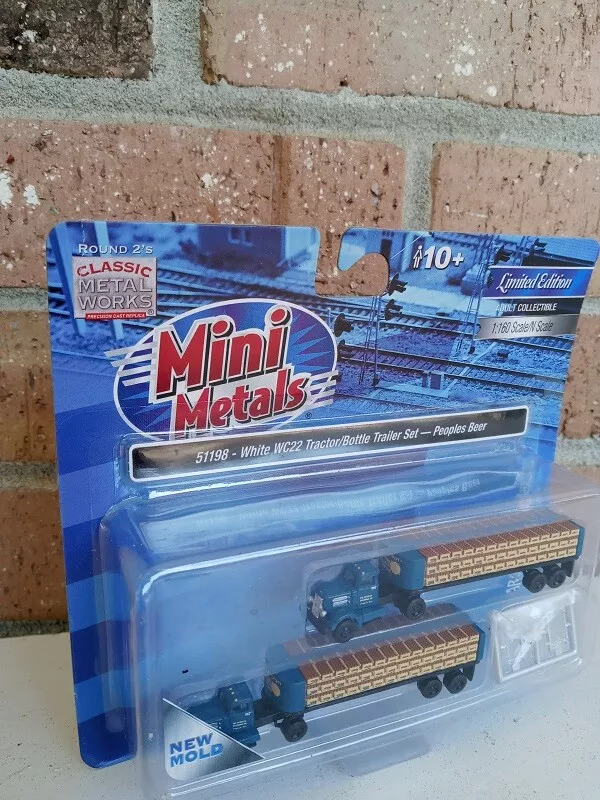 ROUND 2'S
CLASSIC
METAL
WORKS®
PRECISION CAST REPLICA
10+
Limited Edition
ADULT COLLECTIBLE
1:160 Scale/N Scale
Mini
Metals®
51198 - White WC22 Tractor/Bottle Trailer Set — Peoples Beer
NEW
MOLD